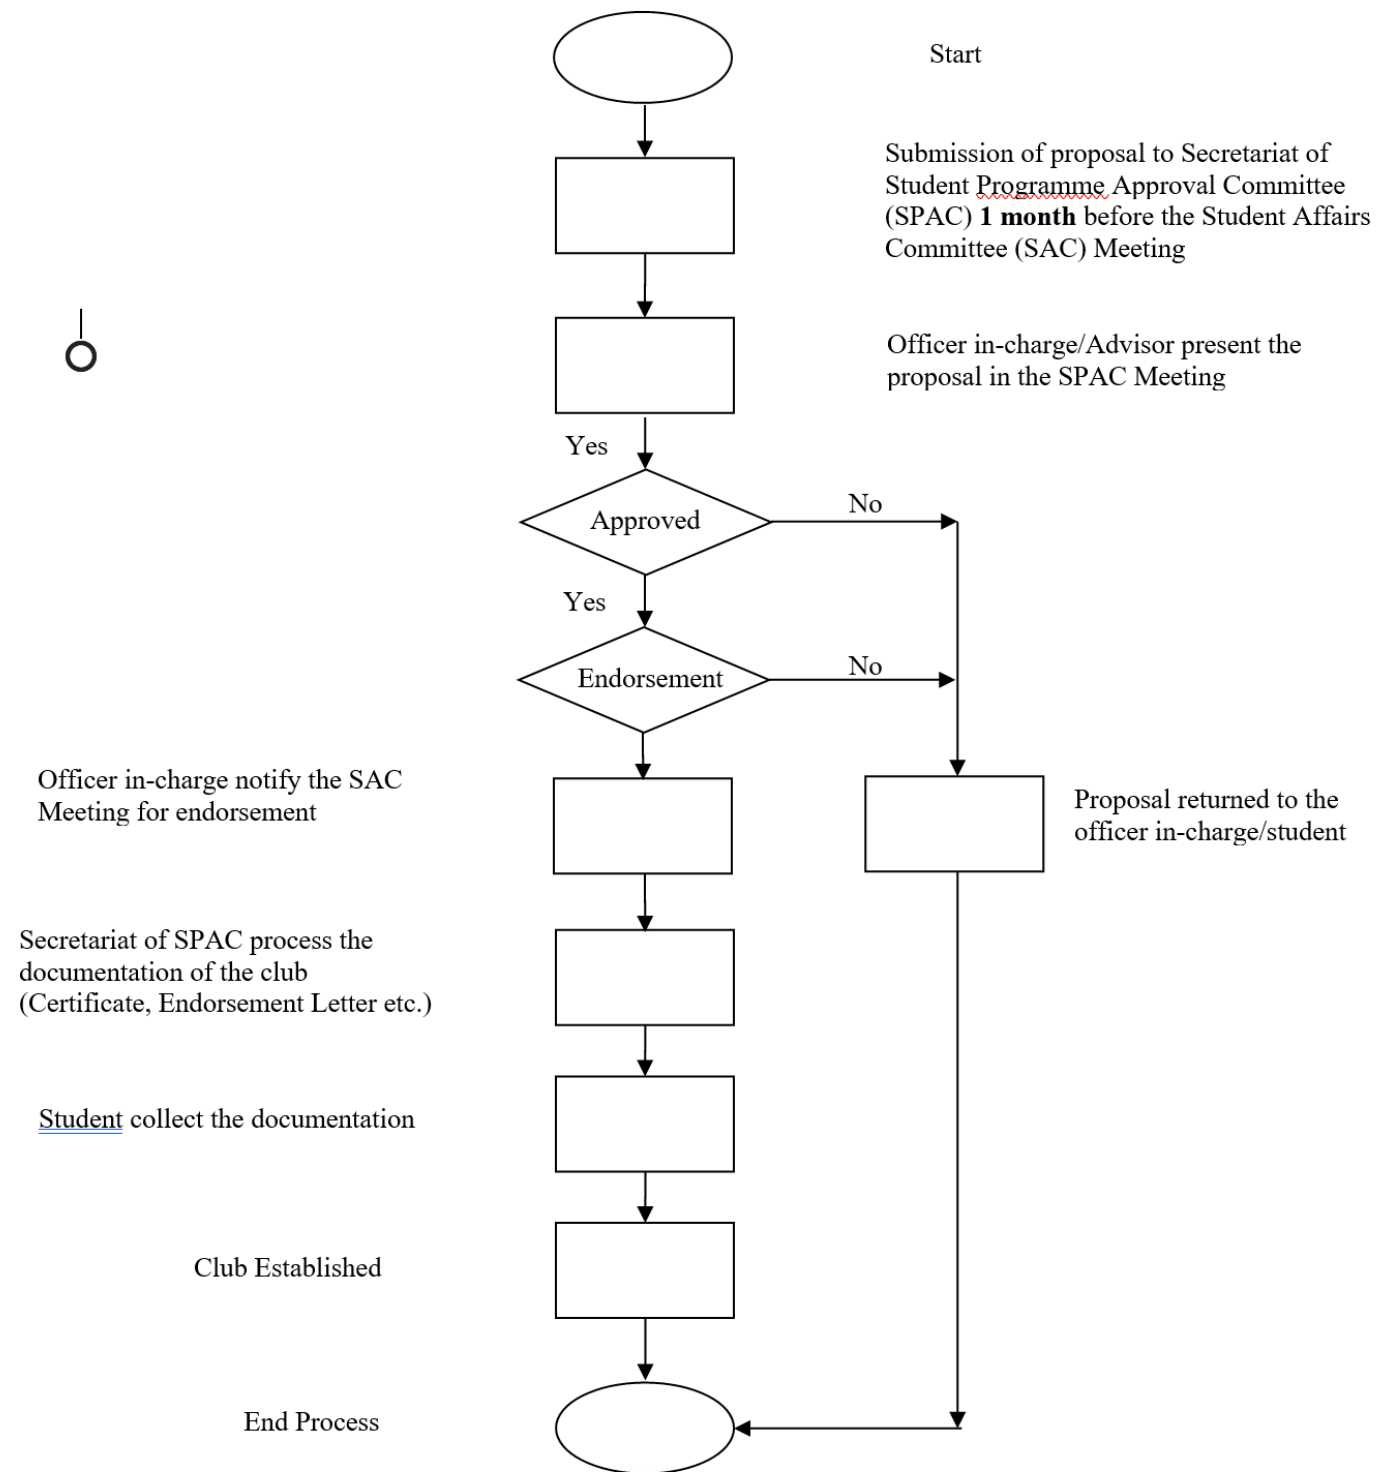 Start
Submission of proposal to Secretariat of
Student Programme Approval Committee
(SPAC) 1 month before the Student Affairs
Committee (SAC) Meeting
Officer in-charge/Advisor present the
proposal in the SPAC Meeting
Yes
Approved
No
Yes
Endorsement
No
Officer in-charge notify the SAC
Meeting for endorsement
Proposal returned to the
officer in-charge/student
Secretariat of SPAC process the
documentation of the club
(Certificate, Endorsement Letter etc.)
Student collect the documentation
Club Established
End Process